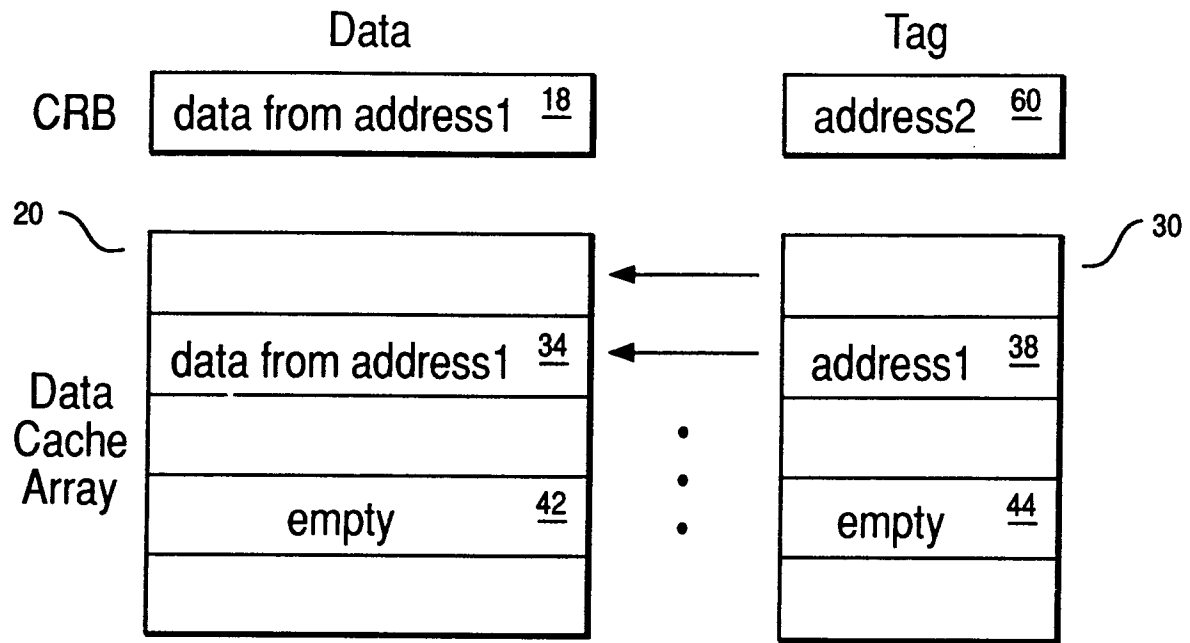 Data Tag
CRB data from address1 18 address2 60
20 30
data from address1 34 address1 38
Data
Cache
Array
empty 42 empty 44